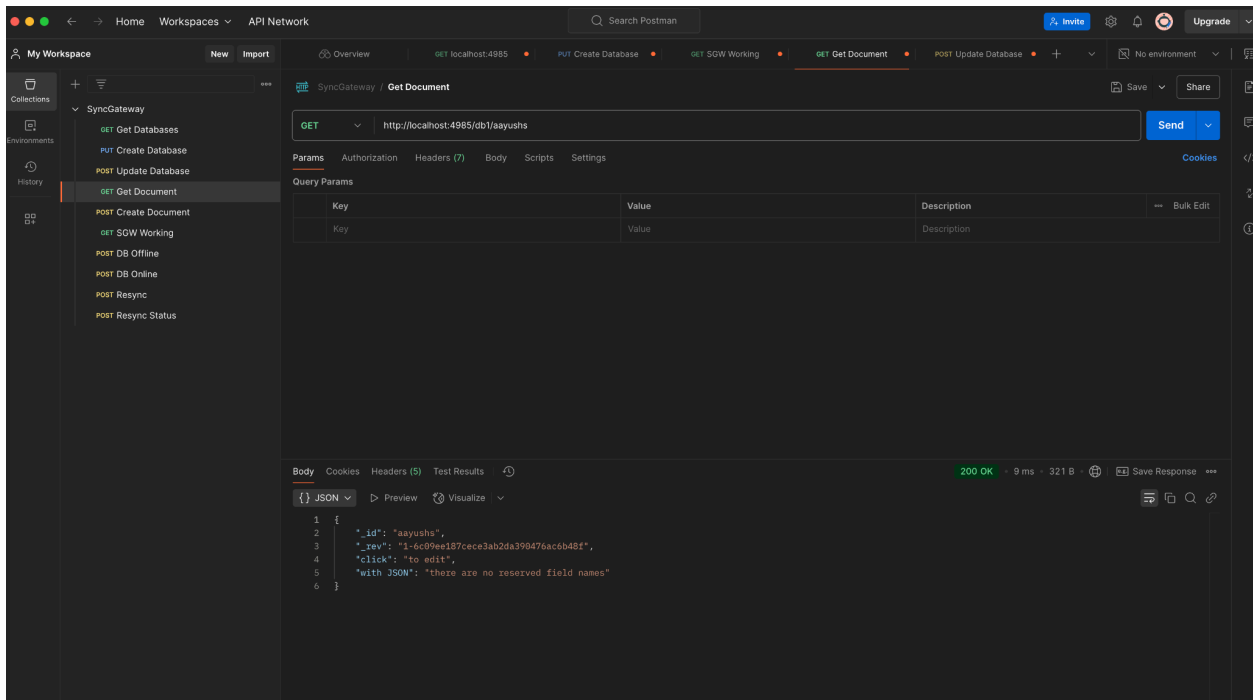 Home Workspaces API Network Search Postman Invite Upgrade
My Workspace New Import Overview GET localhost:4985 PUT Create Database GET SGW Working GET Get Document POST Update Database No environment
Collections
Environments
History
SyncGateway
GET Get Databases
PUT Create Database
POST Update Database
GET Get Document
POST Create Document
GET SGW Working
POST DB Offline
POST DB Online
POST Resync
POST Resync Status
HTTP SyncGateway / Get Document Save Share
GET http://localhost:4985/db1/aayushs Send
Params Authorization Headers (7) Body Scripts Settings Cookies
Query Params
Key Value Description Bulk Edit
Key Value Description
Body Cookies Headers (5) Test Results 200 OK 9 ms 321 B e.g. Save Response
{} JSON Preview Visualize
1 {
2 "_id": "aayushs",
3 "_rev": "1-6c09ee187cece3ab2da390476ac6b48f",
4 "click": "to edit",
5 "with JSON": "there are no reserved field names"
6 }